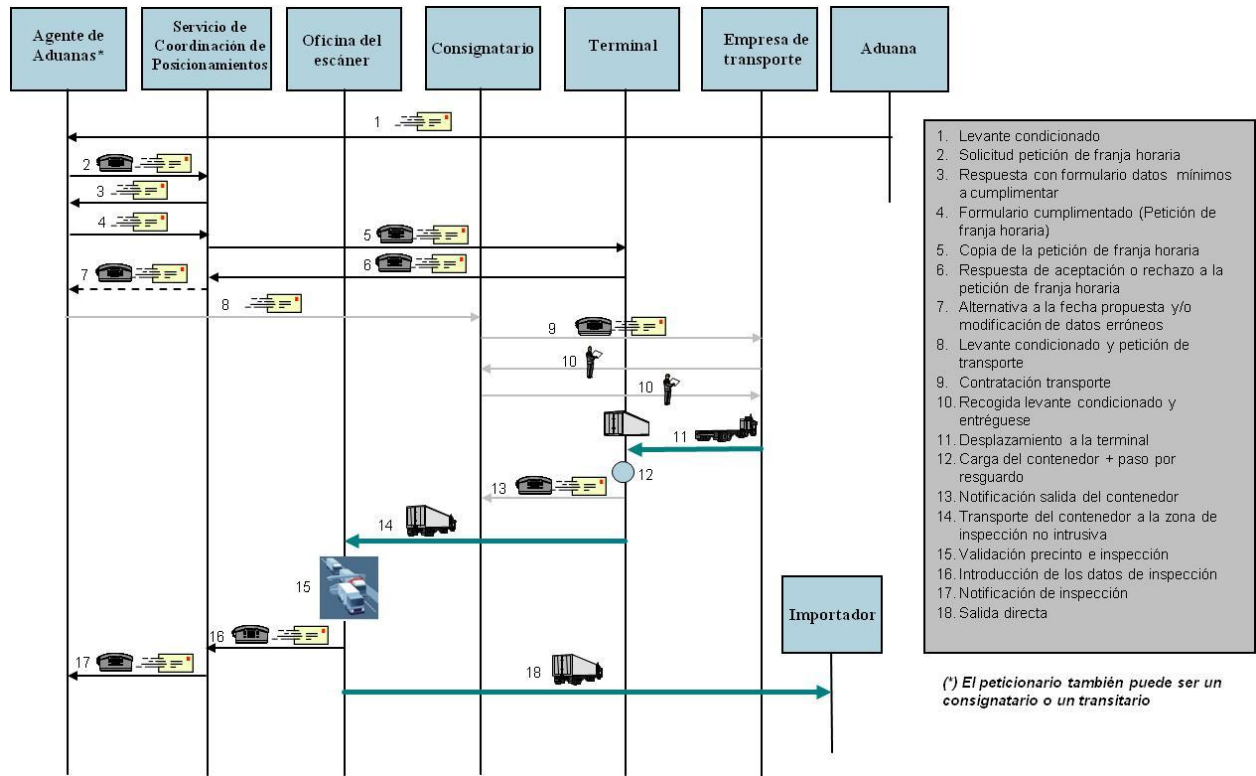 Agente de
Aduanas*
Servicio de
Coordinación de
Posicionamientos
Oficina del
escáner
Consignatario
Terminal
Empresa de
transporte
Aduana
1
2
3
4
5
6
7
8
9
10
10
11
12
13
14
15
16
17
18
Importador
1. Levante condicionado
2. Solicitud petición de franja horaria
3. Respuesta con formulario datos mínimos
a cumplimentar
4. Formulario cumplimentado (Petición de
franja horaria)
5. Copia de la petición de franja horaria
6. Respuesta de aceptación o rechazo a la
petición de franja horaria
7. Alternativa a la fecha propuesta y/o
modificación de datos erróneos
8. Levante condicionado y petición de
transporte
9. Contratación transporte
10. Recogida levante condicionado y
entréguese
11. Desplazamiento a la terminal
12. Carga del contenedor + paso por
resguardo
13. Notificación salida del contenedor
14. Transporte del contenedor a la zona de
inspección no intrusiva
15. Validación precinto e inspección
16. Introducción de los datos de inspección
17. Notificación de inspección
18. Salida directa
(*) El peticionario también puede ser un
consignatario o un transitario